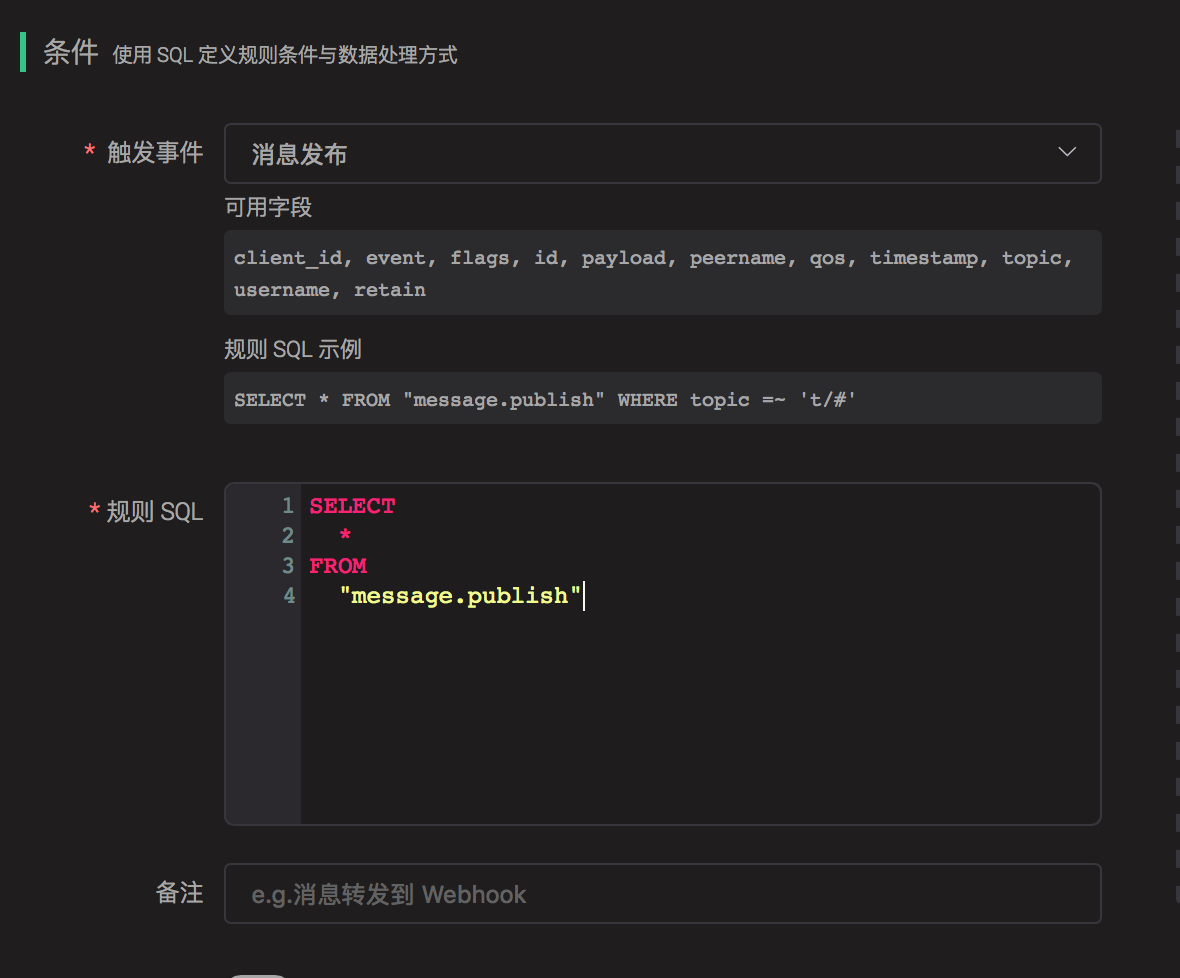 条件 使用 SQL 定义规则条件与数据处理方式
* 触发事件 消息发布
可用字段
client_id, event, flags, id, payload, peername, qos, timestamp, topic,
username, retain
规则 SQL 示例
SELECT * FROM "message.publish" WHERE topic =~ 't/#'
* 规则 SQL
1 SELECT
2 *
3 FROM
4 "message.publish"
备注 e.g.消息转发到 Webhook